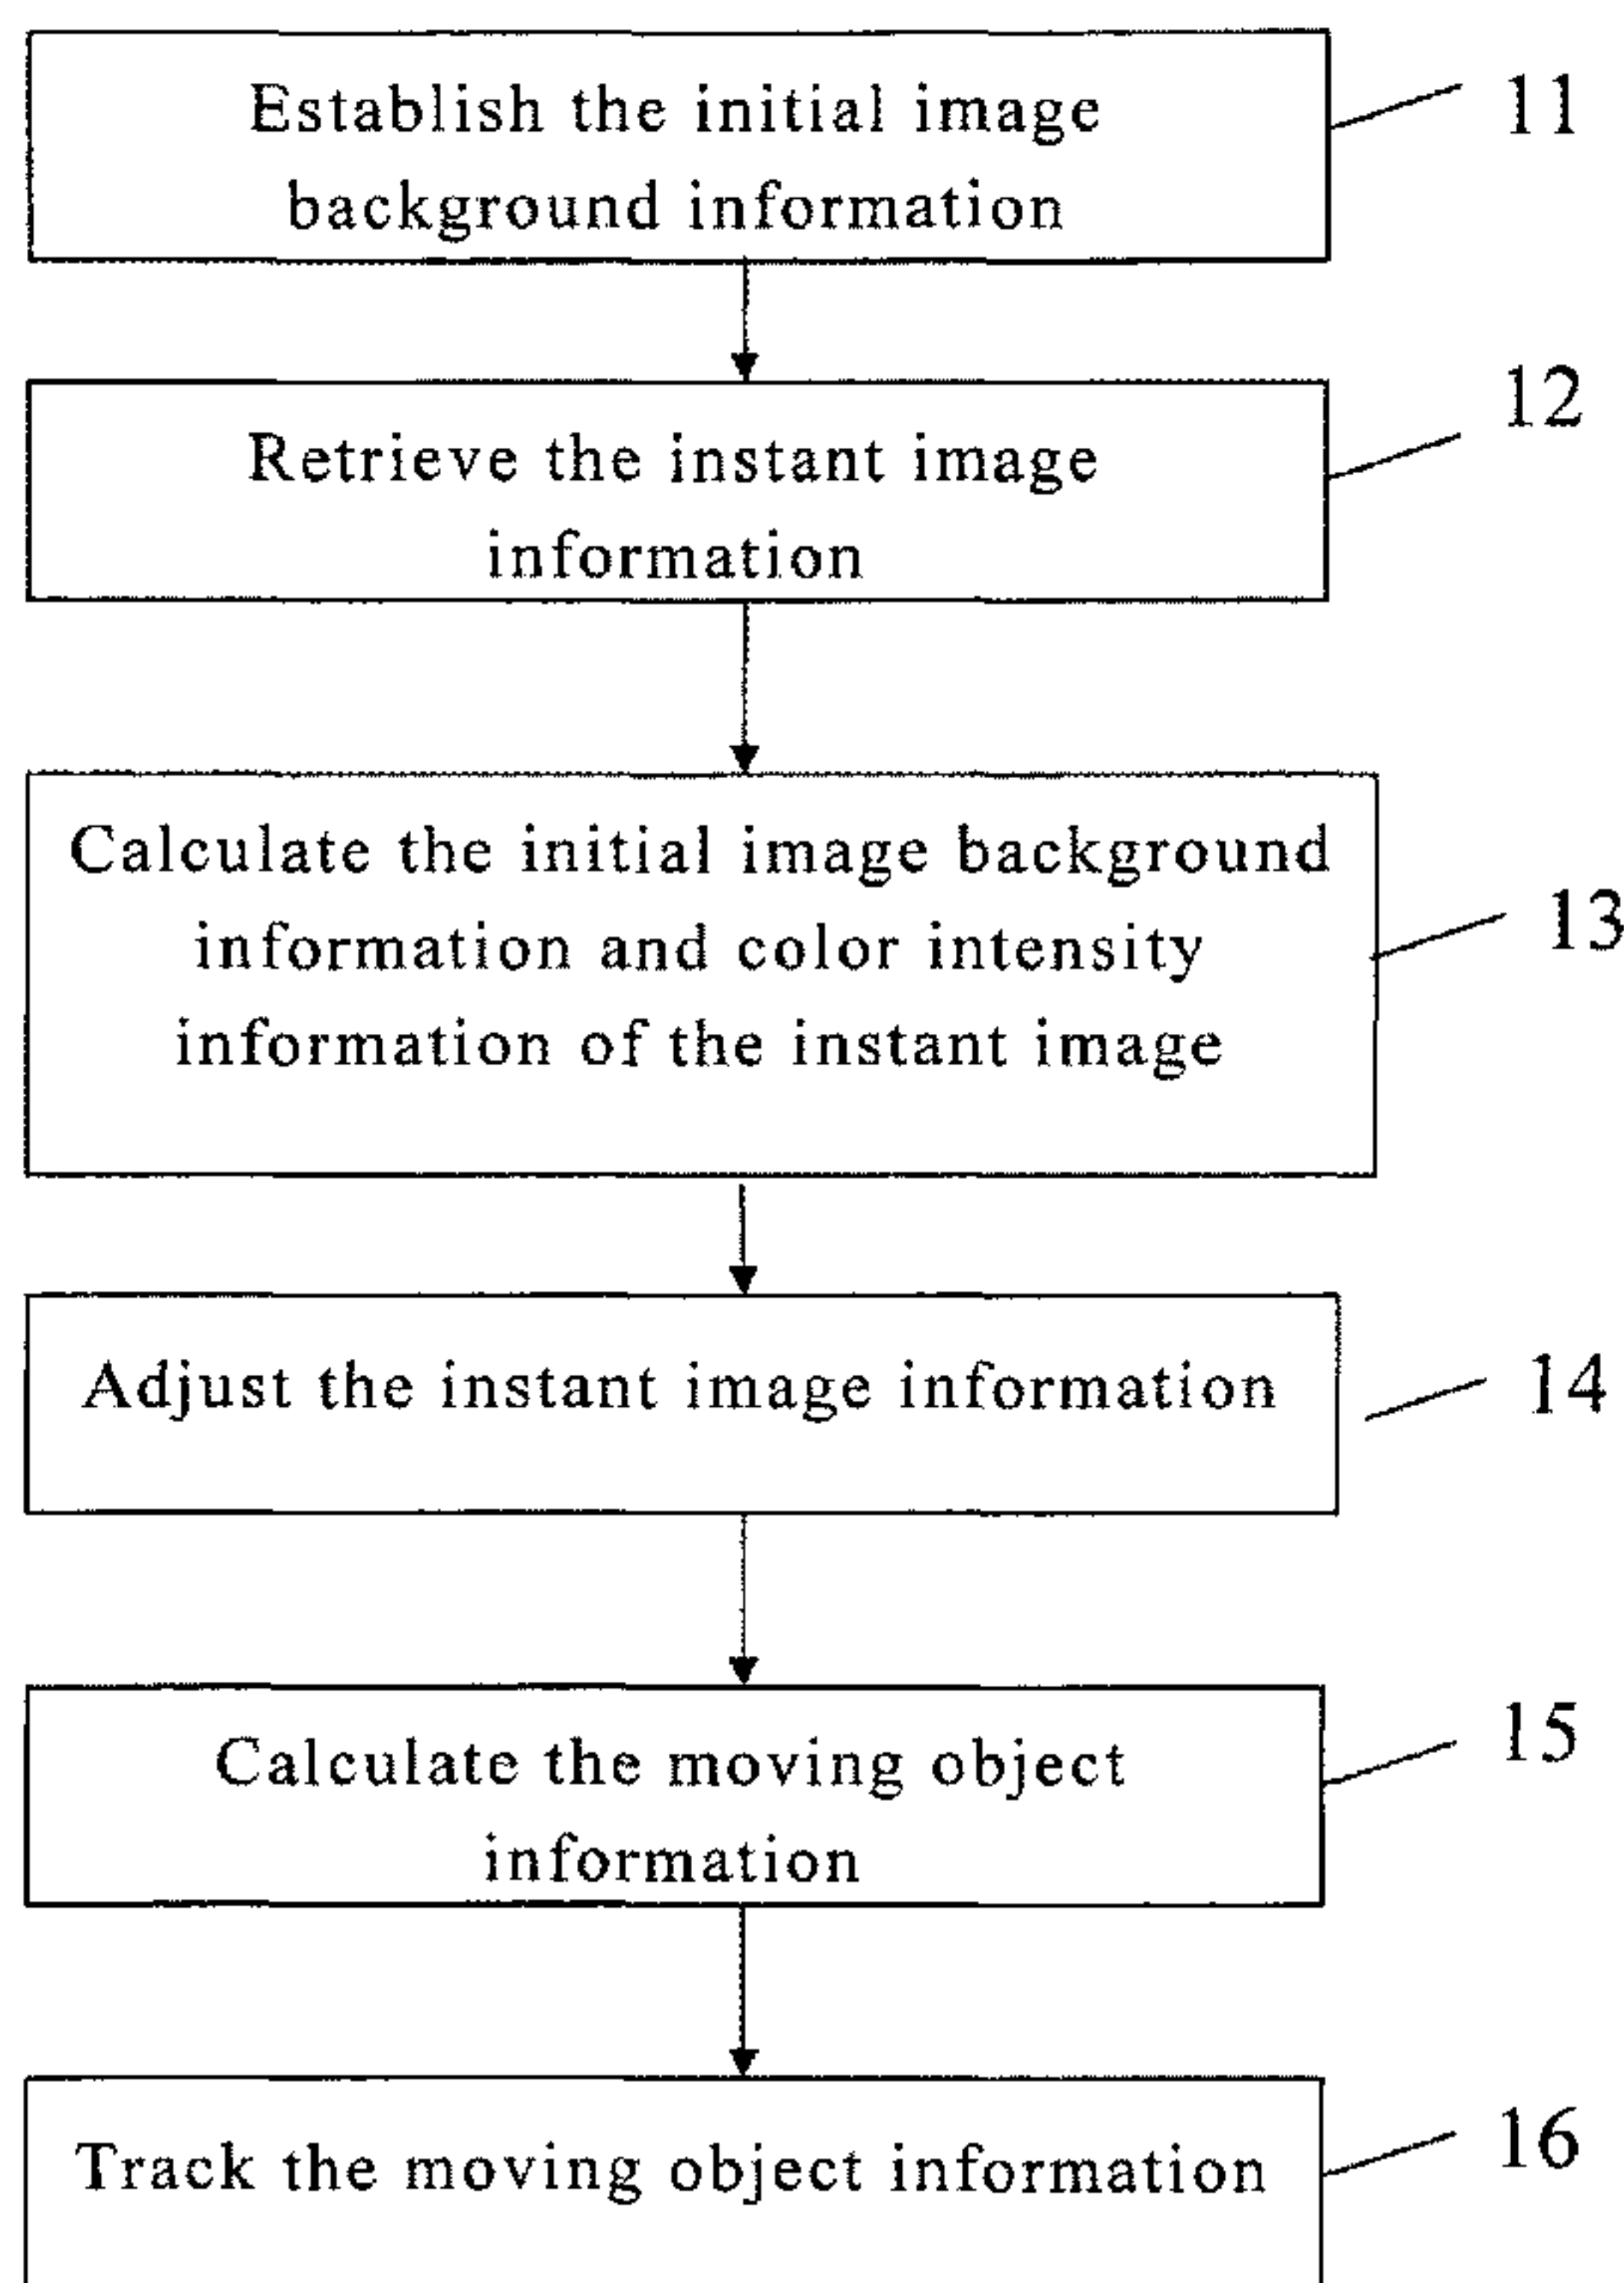 Establish the initial image
background information
11
Retrieve the instant image
information
12
Calculate the initial image background
information and color intensity
information of the instant image
13
Adjust the instant image information
14
Calculate the moving object
information
15
Track the moving object information
16